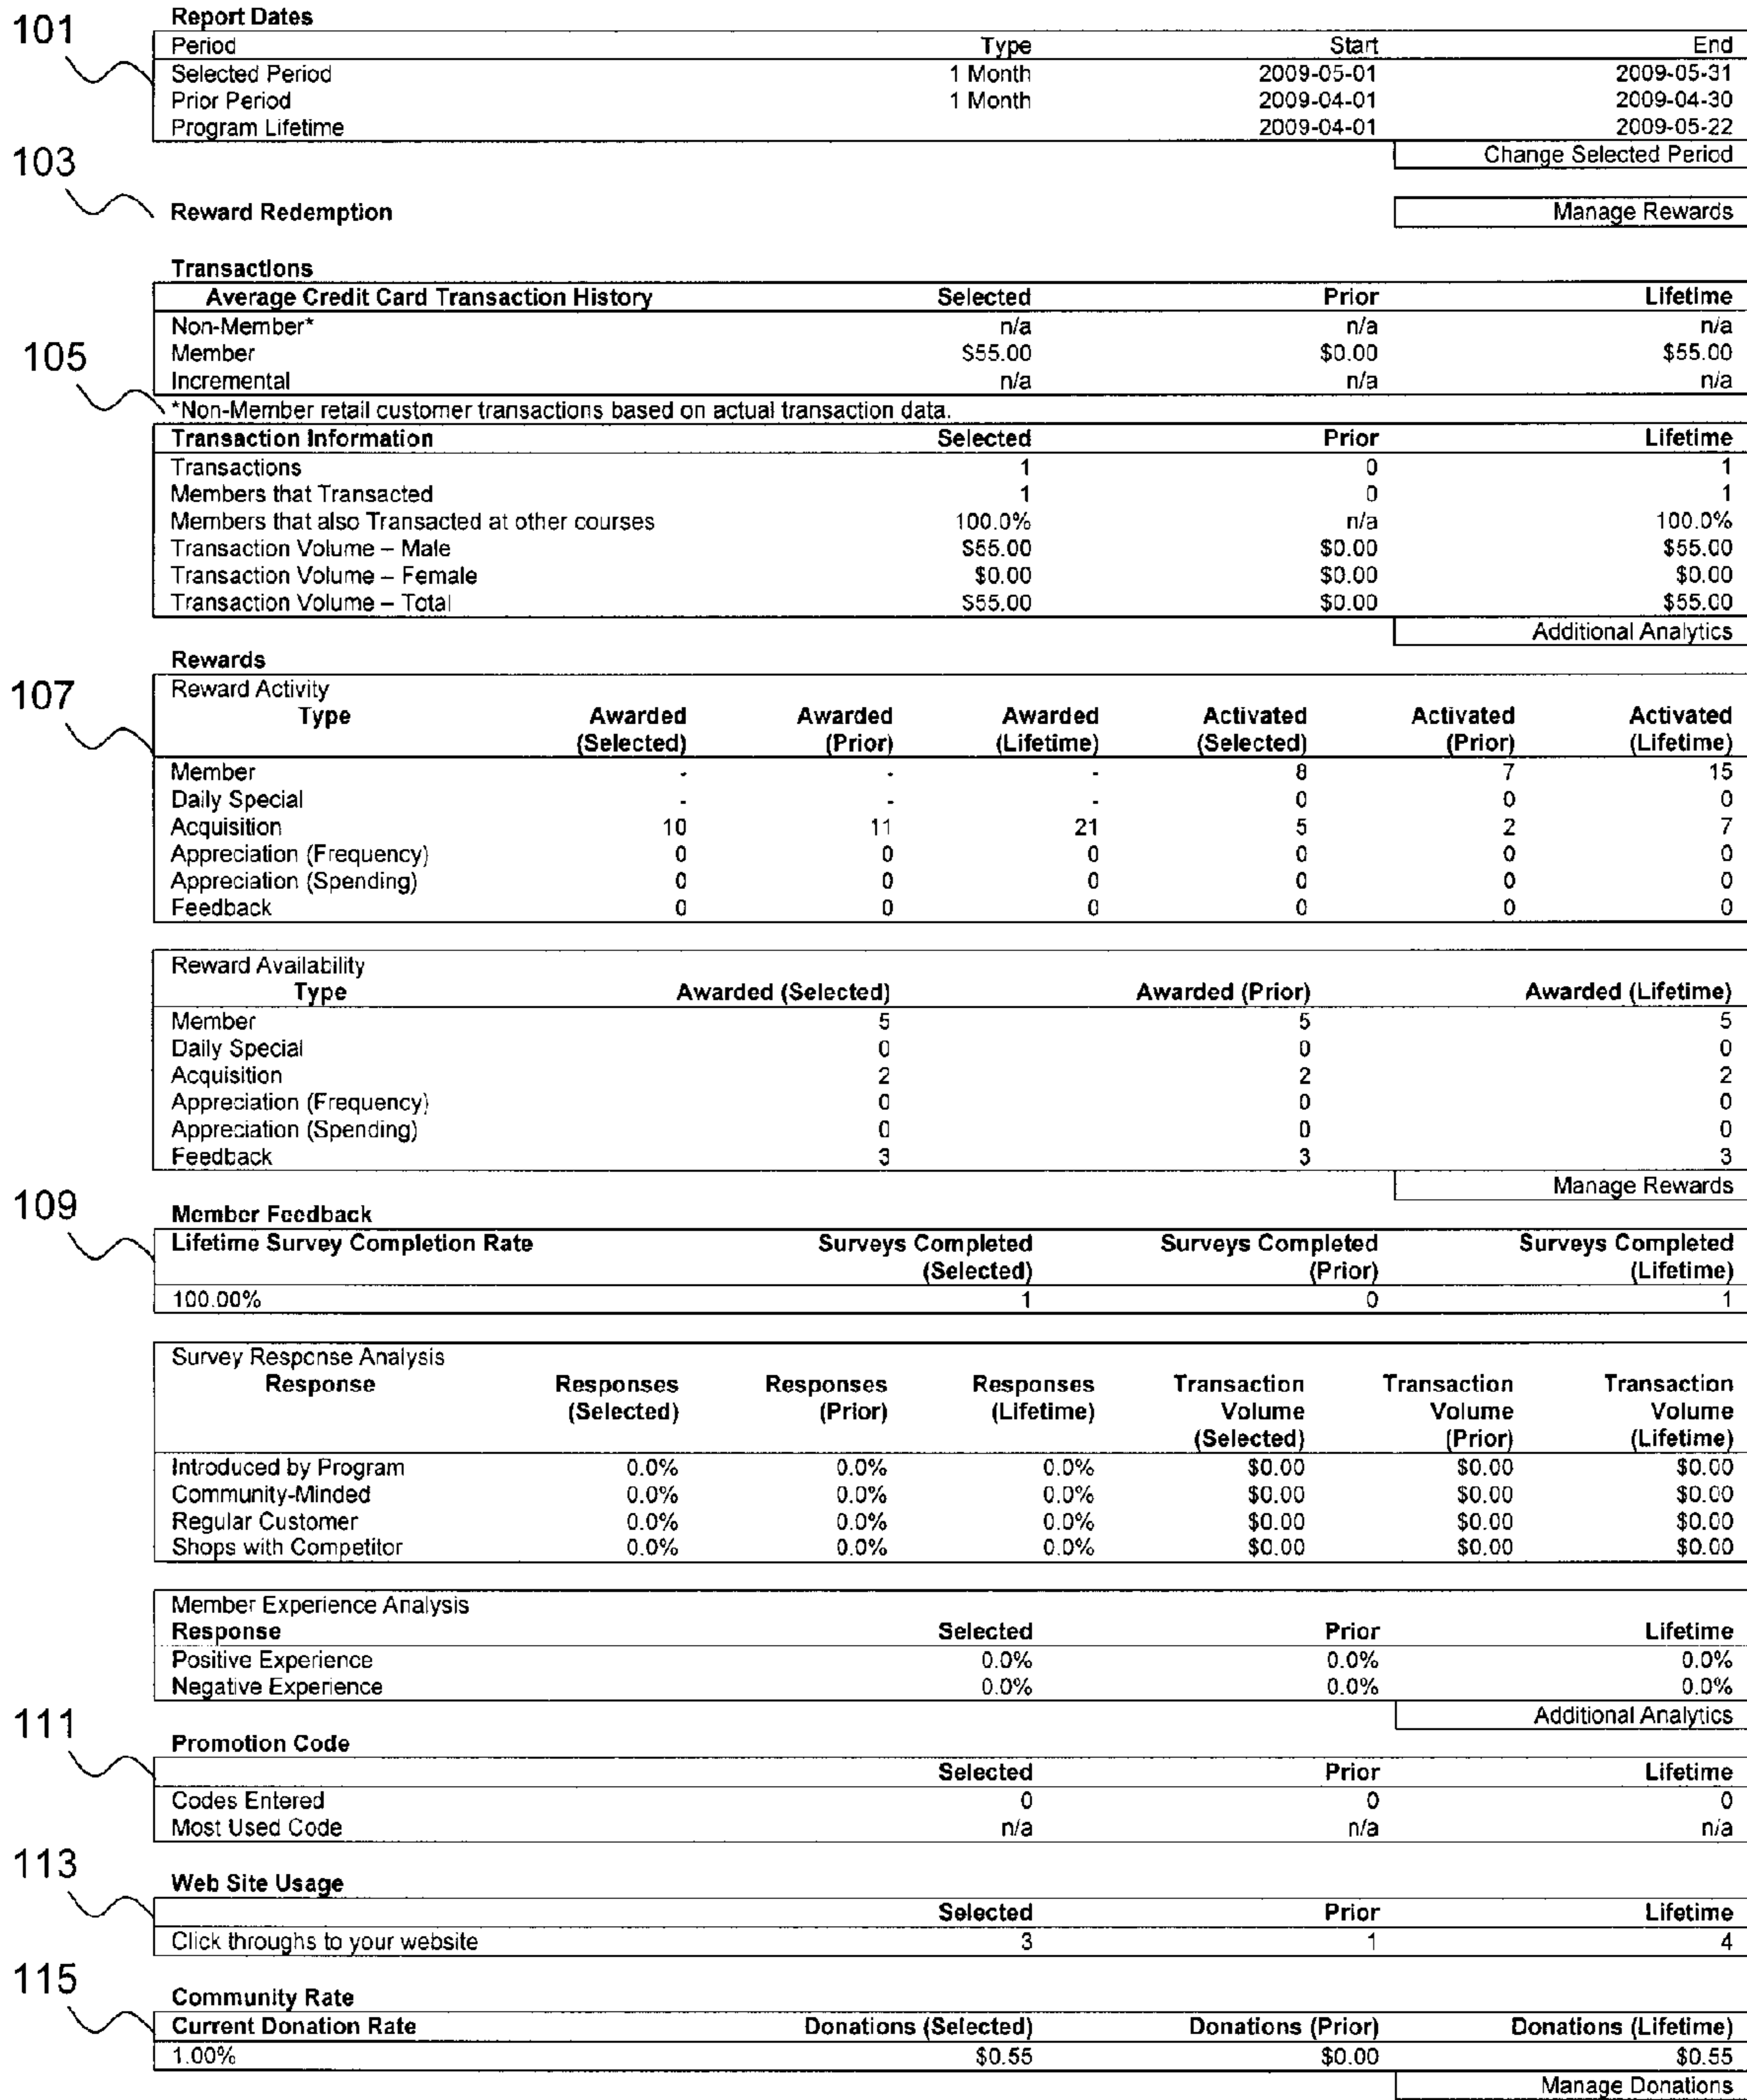 101
Report Dates
Period Type Start End
Selected Period 1 Month 2009-05-01 2009-05-31
Prior Period 1 Month 2009-04-01 2009-04-30
Program Lifetime 2009-04-01 2009-05-22
Change Selected Period
103
Reward Redemption Manage Rewards
Transactions
Average Credit Card Transaction History Selected Prior Lifetime
Non-Member* n/a n/a n/a
Member $55.00 $0.00 $55.00
Incremental n/a n/a n/a
105
*Non-Member retail customer transactions based on actual transaction data.
Transaction Information Selected Prior Lifetime
Transactions 1 0 1
Members that Transacted 1 0 1
Members that also Transacted at other courses 100.0% n/a 100.0%
Transaction Volume – Male $55.00 $0.00 $55.00
Transaction Volume – Female $0.00 $0.00 $0.00
Transaction Volume – Total $55.00 $0.00 $55.00
Additional Analytics
Rewards
107
Reward Activity
Type Awarded Awarded Awarded Activated Activated Activated
(Selected) (Prior) (Lifetime) (Selected) (Prior) (Lifetime)
Member - - - 8 7 15
Daily Special - - - 0 0 0
Acquisition 10 11 21 5 2 7
Appreciation (Frequency) 0 0 0 0 0 0
Appreciation (Spending) 0 0 0 0 0 0
Feedback 0 0 0 0 0 0
Reward Availability
Type Awarded (Selected) Awarded (Prior) Awarded (Lifetime)
Member 5 5 5
Daily Special 0 0 0
Acquisition 2 2 2
Appreciation (Frequency) 0 0 0
Appreciation (Spending) 0 0 0
Feedback 3 3 3
Manage Rewards
109
Member Feedback
Lifetime Survey Completion Rate Surveys Completed Surveys Completed Surveys Completed
(Selected) (Prior) (Lifetime)
100.00% 1 0 1
Survey Response Analysis
Response Responses Responses Responses Transaction Transaction Transaction
(Selected) (Prior) (Lifetime) Volume Volume Volume
(Selected) (Prior) (Lifetime)
Introduced by Program 0.0% 0.0% 0.0% $0.00 $0.00 $0.00
Community-Minded 0.0% 0.0% 0.0% $0.00 $0.00 $0.00
Regular Customer 0.0% 0.0% 0.0% $0.00 $0.00 $0.00
Shops with Competitor 0.0% 0.0% 0.0% $0.00 $0.00 $0.00
Member Experience Analysis
Response Selected Prior Lifetime
Positive Experience 0.0% 0.0% 0.0%
Negative Experience 0.0% 0.0% 0.0%
Additional Analytics
111
Promotion Code
Selected Prior Lifetime
Codes Entered 0 0 0
Most Used Code n/a n/a n/a
113
Web Site Usage
Selected Prior Lifetime
Click throughs to your website 3 1 4
115
Community Rate
Current Donation Rate Donations (Selected) Donations (Prior) Donations (Lifetime)
1.00% $0.55 $0.00 $0.55
Manage Donations